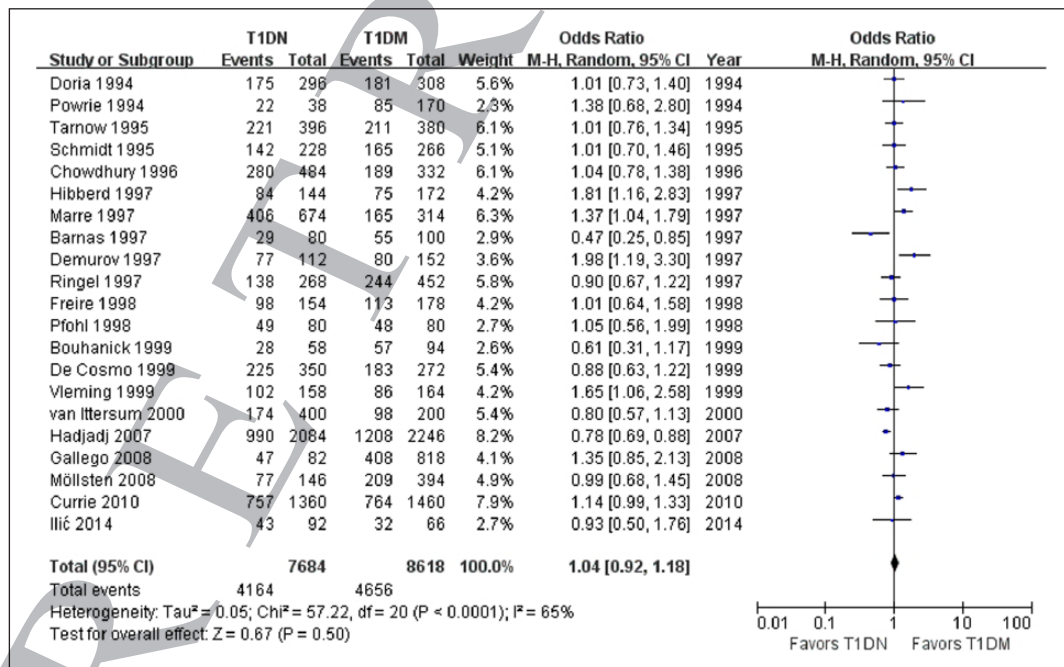 T1DN T1DM Odds Ratio Odds Ratio
Study or Subgroup Events Total Events Total Weight M-H, Random, 95% CI Year M-H, Random, 95% CI
Doria 1994 175 296 181 308 5.6% 1.01 [0.73, 1.40] 1994
Powrie 1994 22 38 85 170 2.3% 1.38 [0.68, 2.80] 1994
Tarnow 1995 221 396 211 380 6.1% 1.01 [0.76, 1.34] 1995
Schmidt 1995 142 228 165 266 5.1% 1.01 [0.70, 1.46] 1995
Chowdhury 1996 280 484 189 332 6.2% 1.04 [0.78, 1.38] 1996
Hibberd 1997 84 144 75 172 4.2% 1.81 [1.16, 2.83] 1997
Marre 1997 406 674 165 314 6.3% 1.37 [1.04, 1.79] 1997
Barnas 1997 29 80 55 100 2.9% 0.47 [0.25, 0.85] 1997
Demurov 1997 77 112 80 152 3.6% 1.98 [1.19, 3.30] 1997
Ringel 1997 138 268 244 452 5.8% 0.90 [0.67, 1.22] 1997
Freire 1998 98 154 113 178 4.1% 1.01 [0.64, 1.58] 1998
Pfohl 1998 49 80 48 80 2.7% 1.05 [0.56, 1.99] 1998
Bouhanick 1999 28 58 57 94 2.6% 0.61 [0.31, 1.17] 1999
De Cosmo 1999 225 350 183 272 5.4% 0.88 [0.63, 1.22] 1999
Vleming 1999 102 158 86 164 4.1% 1.65 [1.06, 2.58] 1999
van Ittersum 2000 174 400 98 200 5.4% 0.80 [0.57, 1.13] 2000
Hadjadj 2007 990 2084 1208 2246 8.2% 0.78 [0.69, 0.88] 2007
Gallego 2008 47 82 408 818 4.1% 1.35 [0.85, 2.13] 2008
Möllsten 2008 77 146 209 394 4.9% 0.99 [0.68, 1.45] 2008
Currie 2010 757 1360 764 1460 7.9% 1.14 [0.99, 1.33] 2010
Ilić 2014 43 92 32 66 2.7% 0.93 [0.50, 1.76] 2014
Total (95% CI) 7684 8618 100.0% 1.04 [0.92, 1.18]
Total events 4164 4656
Heterogeneity: Tau² = 0.05; Chi² = 57.22, df = 20 (P < 0.0001); I² = 65%
Test for overall effect: Z = 0.67 (P = 0.50)
0.01 0.1 1 10 100
Favors T1DN Favors T1DM
R E T R